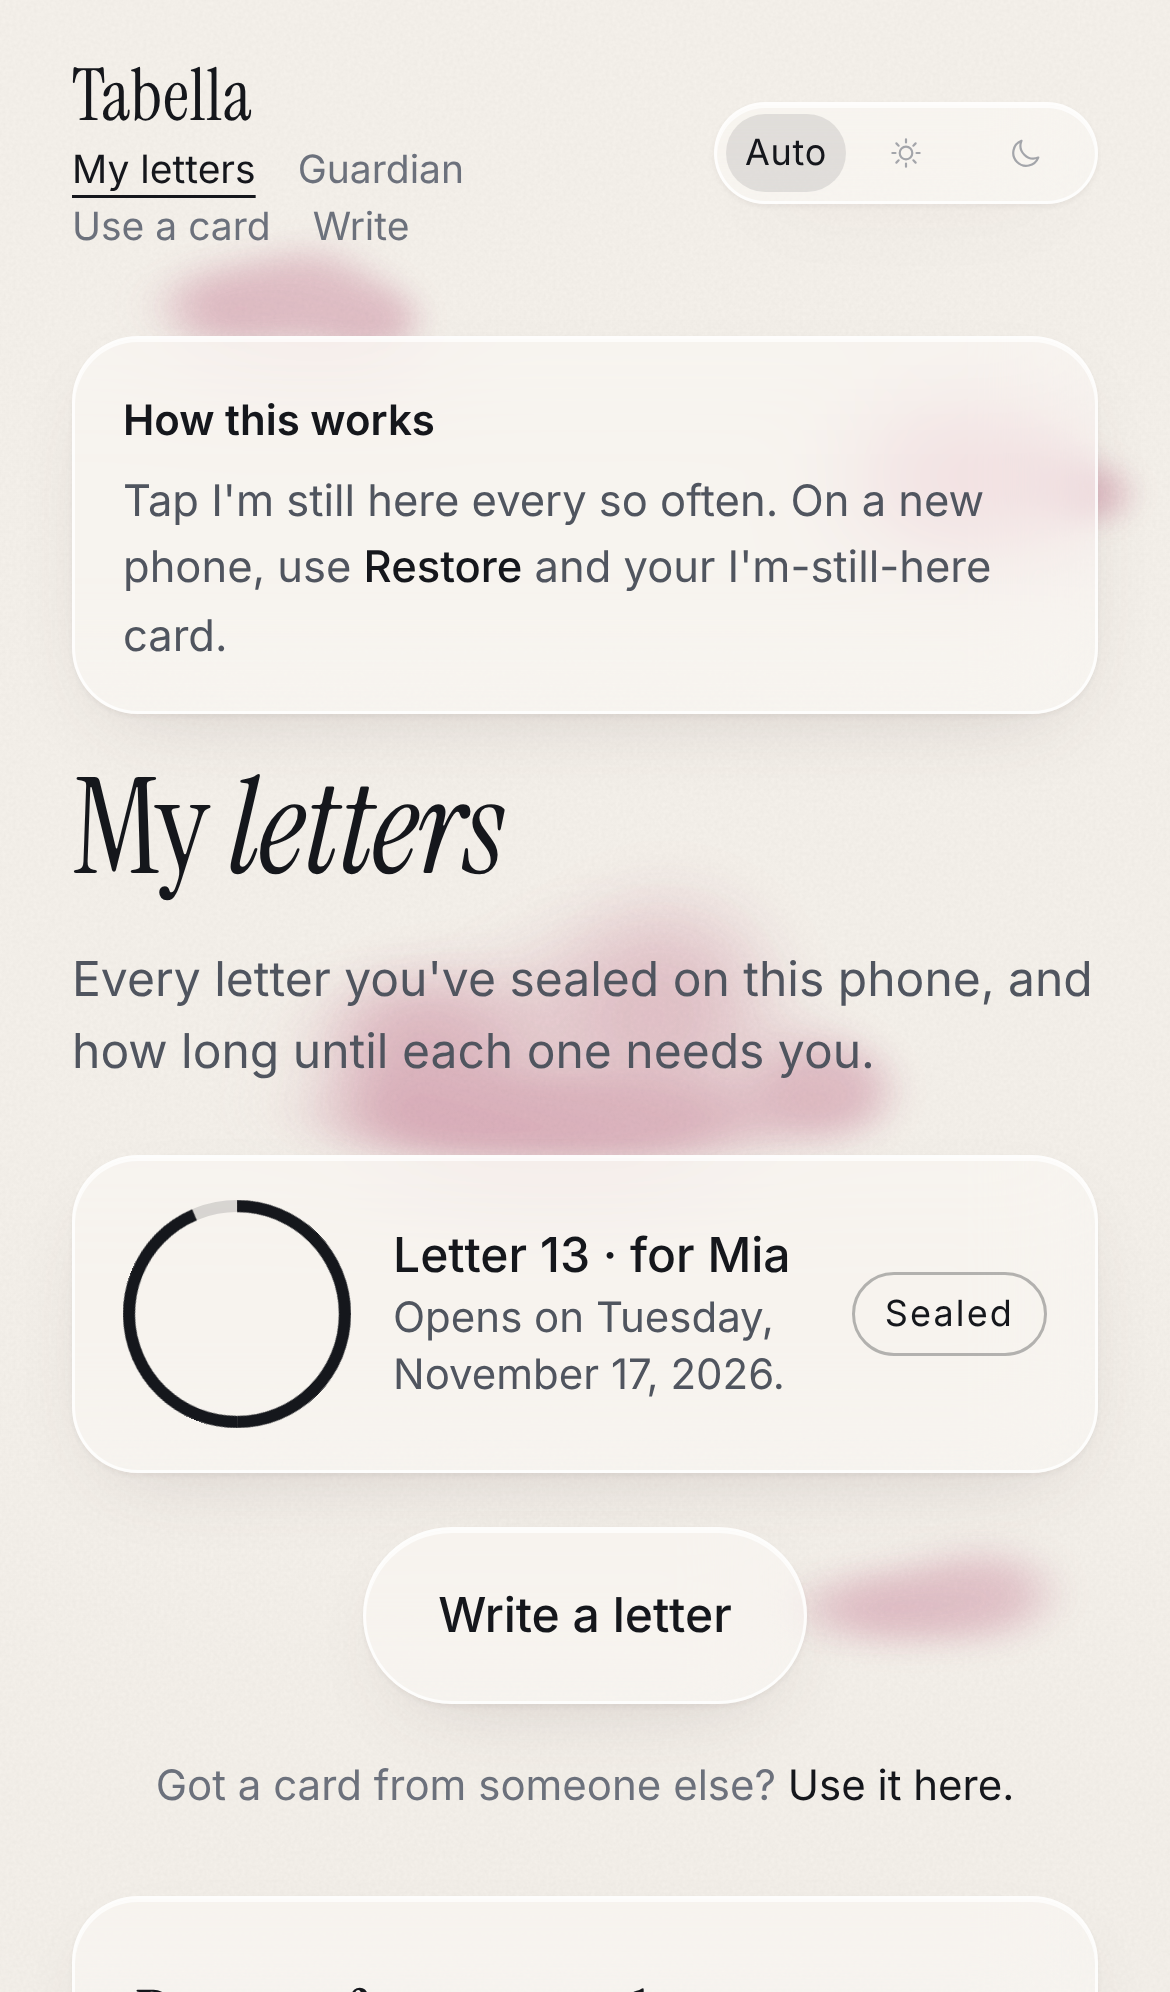 Tabella
My letters Guardian
Use a card Write
Auto
How this works
Tap I'm still here every so often. On a new
phone, use Restore and your I'm-still-here
card.
My letters
Every letter you've sealed on this phone, and
how long until each one needs you.
Letter 13 · for Mia
Opens on Tuesday,
November 17, 2026.
Sealed
Write a letter
Got a card from someone else? Use it here.